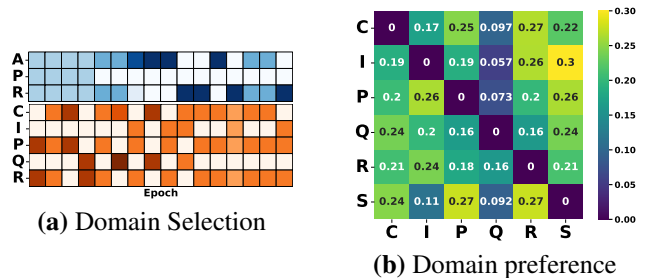 A
P
R
C
I
P
Q
R
Epoch
(a) Domain Selection
C 0 0.17 0.25 0.097 0.27 0.22
I 0.19 0 0.19 0.057 0.26 0.3
P 0.2 0.26 0 0.073 0.2 0.26
Q 0.24 0.2 0.16 0 0.16 0.24
R 0.21 0.24 0.18 0.16 0 0.21
S 0.24 0.11 0.27 0.092 0.27 0
C I P Q R S
0.30
0.25
0.20
0.15
0.10
0.05
0.00
(b) Domain preference